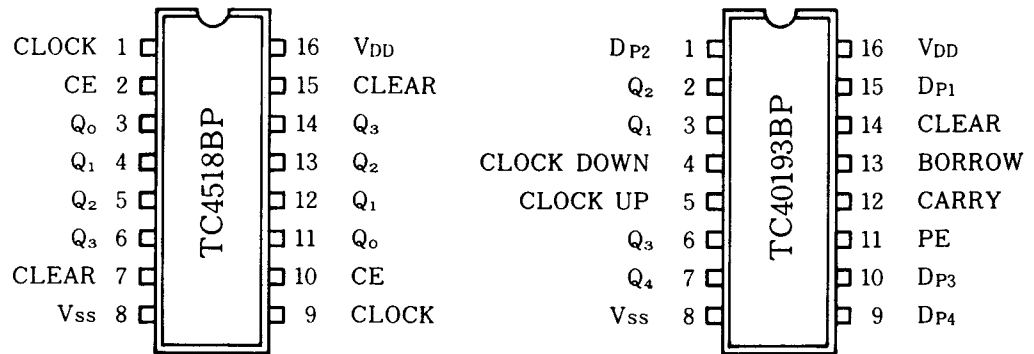 CLOCK 1 16 VDD
CE 2 15 CLEAR
Q0 3 14 Q3
Q1 4 13 Q2
Q2 5 12 Q1
Q3 6 11 Q0
CLEAR 7 10 CE
VSS 8 9 CLOCK
TC4518BP
DP2 1 16 VDD
Q2 2 15 DP1
Q1 3 14 CLEAR
CLOCK DOWN 4 13 BORROW
CLOCK UP 5 12 CARRY
Q3 6 11 PE
Q4 7 10 DP3
VSS 8 9 DP4
TC40193BP